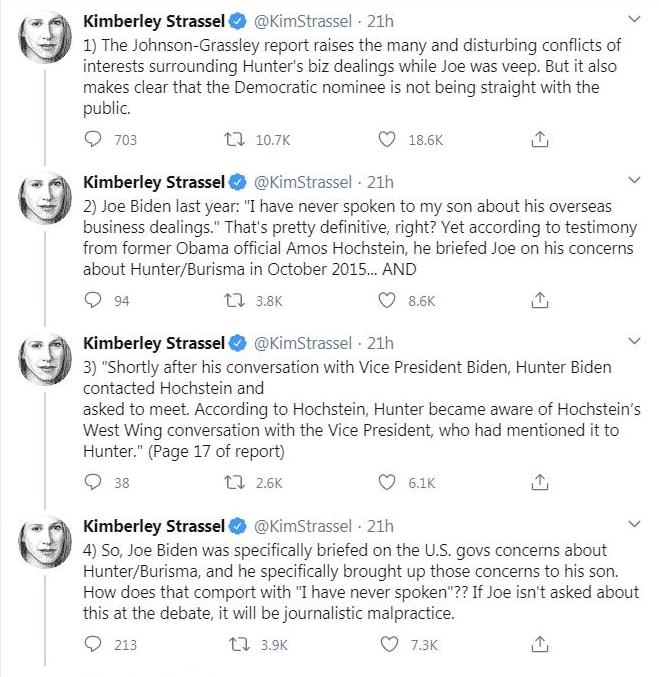 Kimberley Strassel @KimStrassel · 21h
1) The Johnson-Grassley report raises the many and disturbing conflicts of
interests surrounding Hunter's biz dealings while Joe was veep. But it also
makes clear that the Democratic nominee is not being straight with the
public.
703 10.7K 18.6K
Kimberley Strassel @KimStrassel · 21h
2) Joe Biden last year: "I have never spoken to my son about his overseas
business dealings." That's pretty definitive, right? Yet according to testimony
from former Obama official Amos Hochstein, he briefed Joe on his concerns
about Hunter/Burisma in October 2015... AND
94 3.8K 8.6K
Kimberley Strassel @KimStrassel · 21h
3) "Shortly after his conversation with Vice President Biden, Hunter Biden
contacted Hochstein and
asked to meet. According to Hochstein, Hunter became aware of Hochstein’s
West Wing conversation with the Vice President, who had mentioned it to
Hunter." (Page 17 of report)
38 2.6K 6.1K
Kimberley Strassel @KimStrassel · 21h
4) So, Joe Biden was specifically briefed on the U.S. govs concerns about
Hunter/Burisma, and he specifically brought up those concerns to his son.
How does that comport with "I have never spoken"?? If Joe isn't asked about
this at the debate, it will be journalistic malpractice.
213 3.9K 7.3K